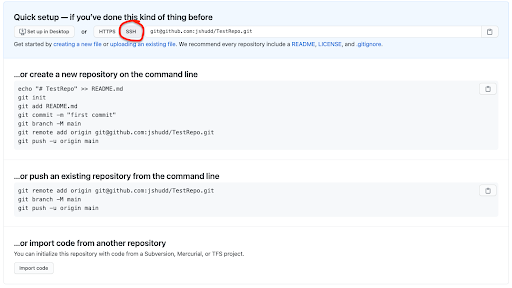 Quick setup — if you've done this kind of thing before
Set up in Desktop or HTTPS SSH git@github.com:jshudd/TestRepo.git
Get started by creating a new file or uploading an existing file. We recommend every repository include a README, LICENSE, and .gitignore.
...or create a new repository on the command line
echo "# TestRepo" >> README.md
git init
git add README.md
git commit -m "first commit"
git branch -M main
git remote add origin git@github.com:jshudd/TestRepo.git
git push -u origin main
...or push an existing repository from the command line
git remote add origin git@github.com:jshudd/TestRepo.git
git branch -M main
git push -u origin main
...or import code from another repository
You can initialize this repository with code from a Subversion, Mercurial, or TFS project.
Import code